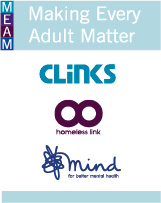 MEAM
Making Every
Adult Matter
CLiNKS
homeless link
mind
for better mental health